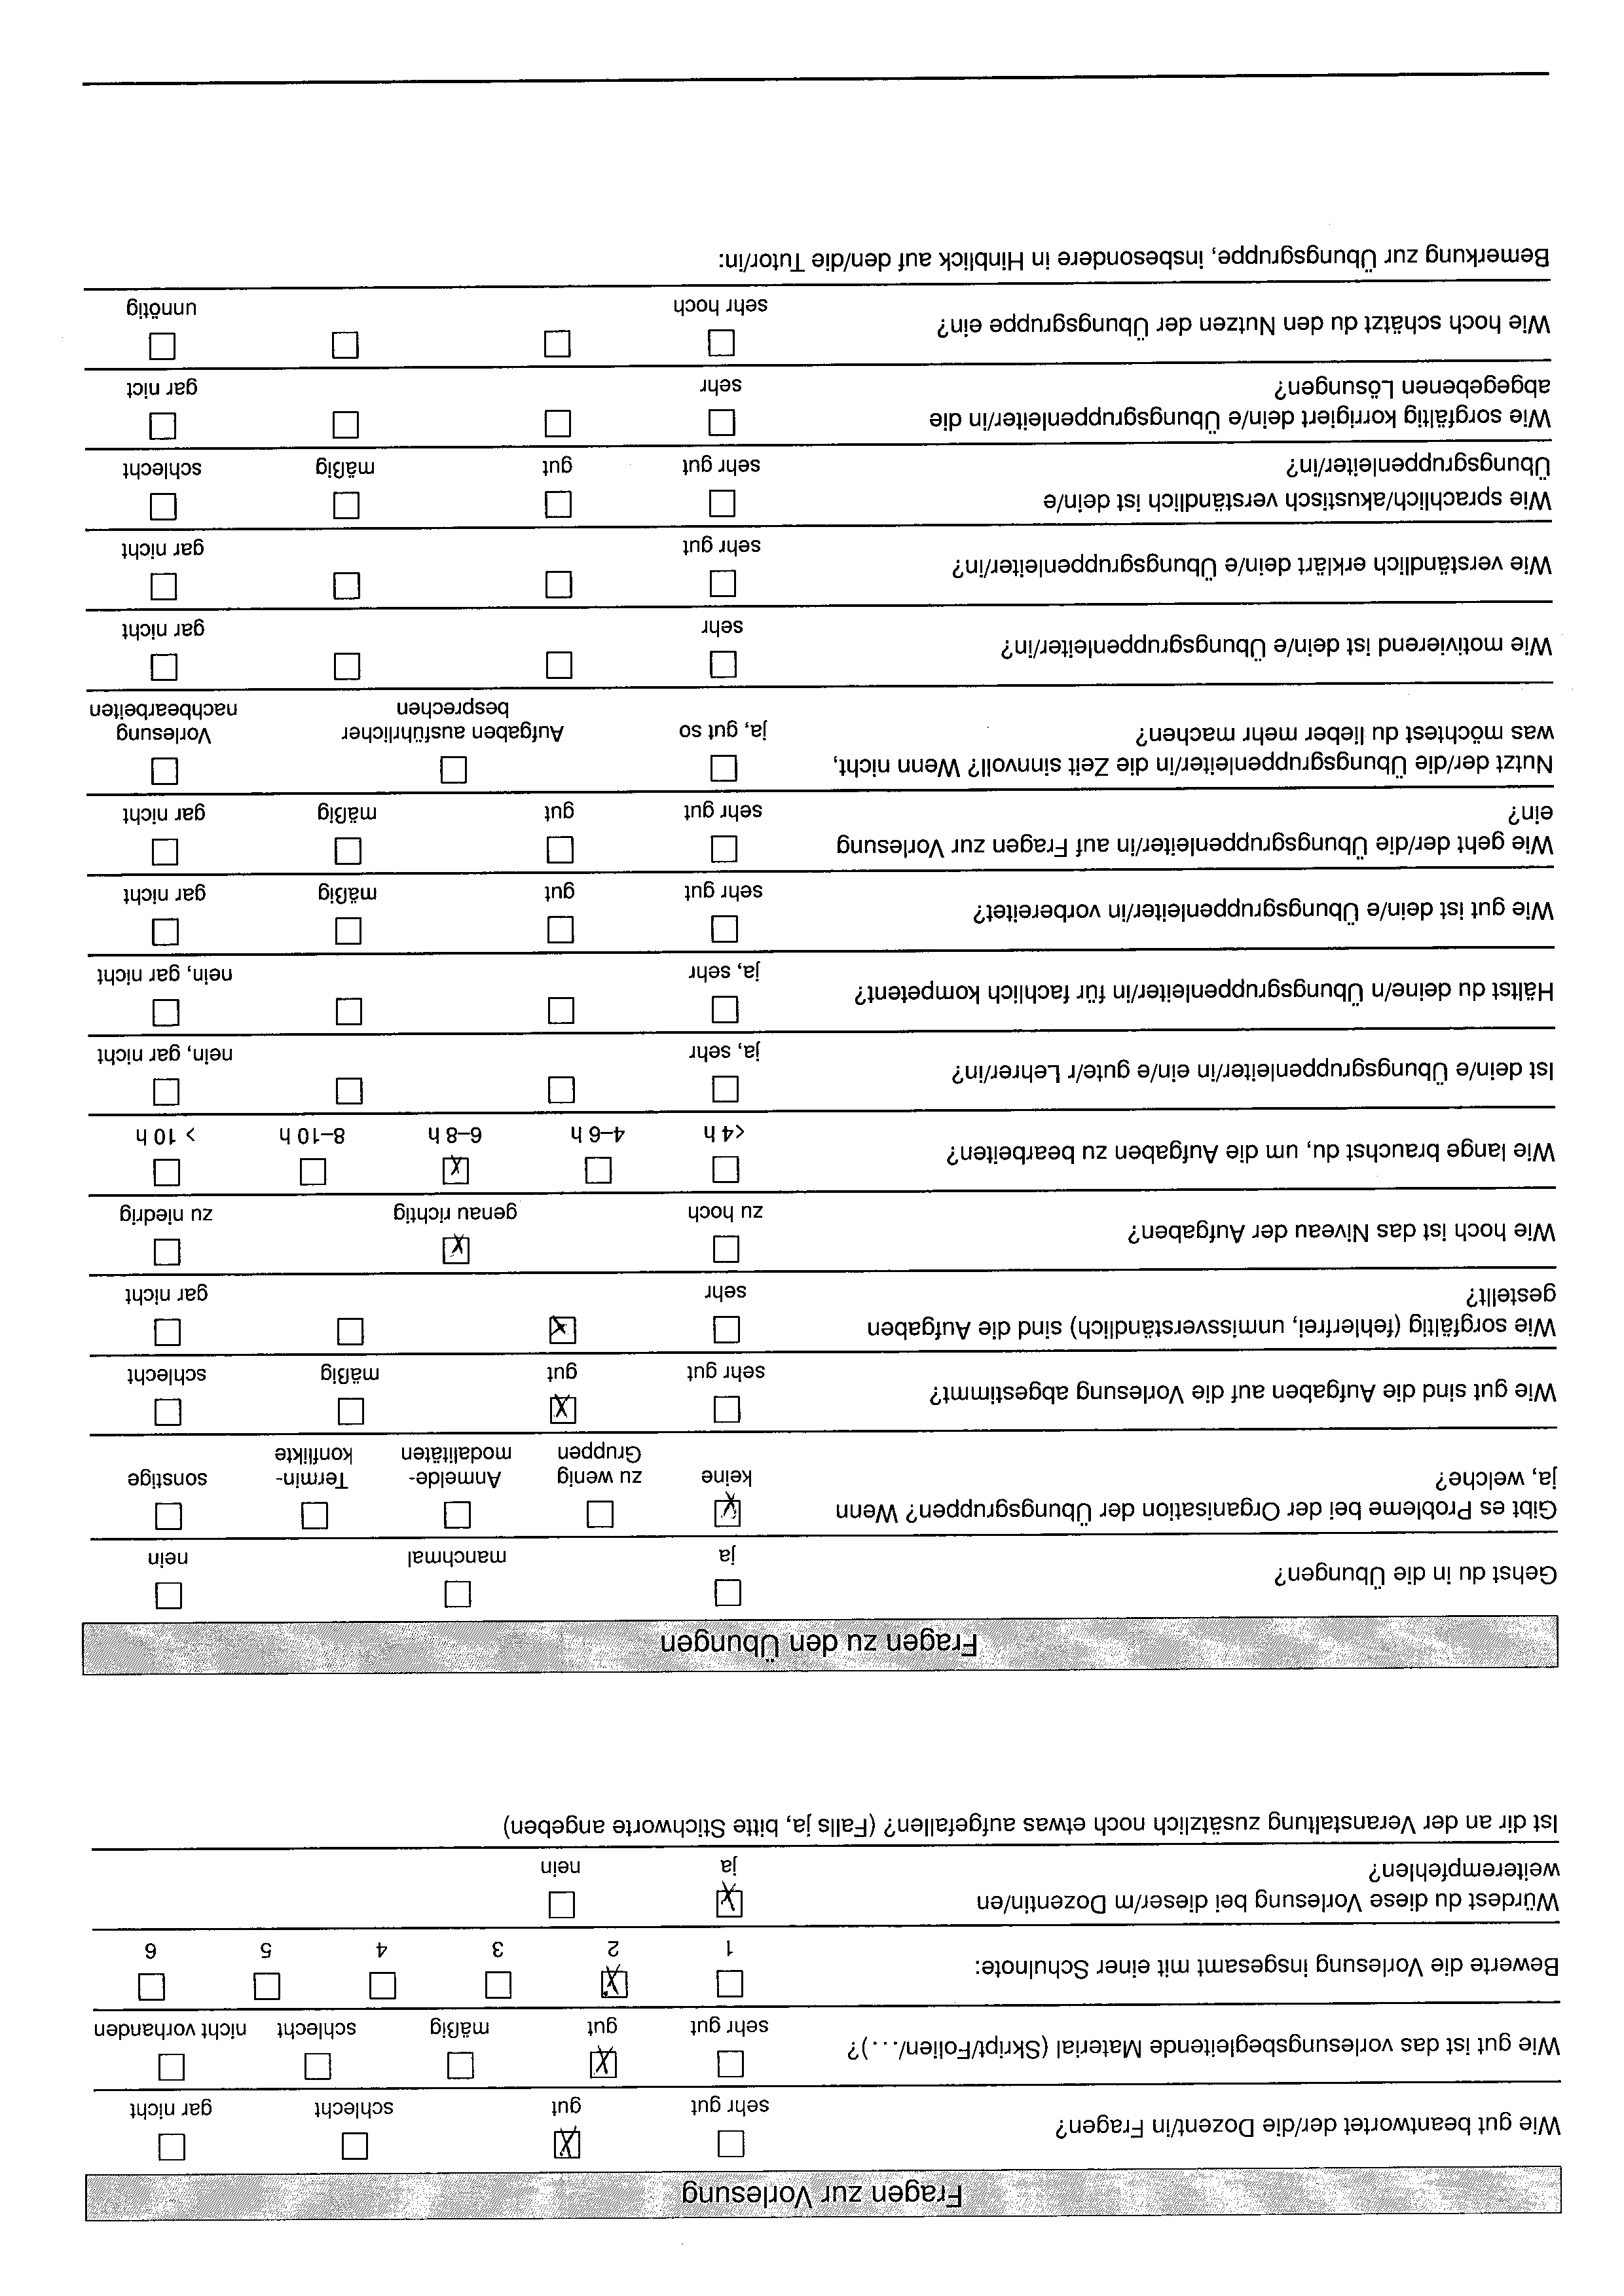 Fragen zur Vorlesung
Wie gut beantwortet der/die Dozent/in Fragen?
sehr gut gut schlecht gar nicht
Wie gut ist das vorlesungsbegleitende Material (Skript/Folien/…)?
sehr gut gut mäßig schlecht nicht vorhanden
Bewerte die Vorlesung insgesamt mit einer Schulnote:
1 2 3 4 5 6
Würdest du diese Vorlesung bei dieser/m Dozentin/en
weiterempfehlen?
ja nein
Ist dir an der Veranstaltung zusätzlich noch etwas aufgefallen? (Falls ja, bitte Stichworte angeben)
Fragen zu den Übungen
Gehst du in die Übungen?
ja manchmal nein
Gibt es Probleme bei der Organisation der Übungsgruppen? Wenn
ja, welche?
keine zu wenig Anmelde- Termin- sonstige
Gruppen modalitäten konflikte
Wie gut sind die Aufgaben auf die Vorlesung abgestimmt?
sehr gut gut mäßig schlecht
Wie sorgfältig (fehlerfrei, unmissverständlich) sind die Aufgaben
gestellt?
sehr gar nicht
Wie hoch ist das Niveau der Aufgaben?
zu hoch genau richtig zu niedrig
Wie lange brauchst du, um die Aufgaben zu bearbeiten?
<4 h 4–6 h 6–8 h 8–10 h > 10 h
Ist dein/e Übungsgruppenleiter/in ein/e gute/r Lehrer/in?
ja, sehr nein, gar nicht
Hältst du deine/n Übungsgruppenleiter/in für fachlich kompetent?
ja, sehr nein, gar nicht
Wie gut ist dein/e Übungsgruppenleiter/in vorbereitet?
sehr gut gut mäßig gar nicht
Wie geht der/die Übungsgruppenleiter/in auf Fragen zur Vorlesung
ein?
sehr gut gut mäßig gar nicht
Nutzt der/die Übungsgruppenleiter/in die Zeit sinnvoll? Wenn nicht,
was möchtest du lieber mehr machen?
ja, gut so Aufgaben ausführlicher Vorlesung
besprechen nachbearbeiten
Wie motivierend ist dein/e Übungsgruppenleiter/in?
sehr gar nicht
Wie verständlich erklärt dein/e Übungsgruppenleiter/in?
sehr gut gar nicht
Wie sprachlich/akustisch verständlich ist dein/e
Übungsgruppenleiter/in?
sehr gut gut mäßig schlecht
Wie sorgfältig korrigiert dein/e Übungsgruppenleiter/in die
abgegebenen Lösungen?
sehr gar nict
Wie hoch schätzt du den Nutzen der Übungsgruppe ein?
sehr hoch unnötig
Bemerkung zur Übungsgruppe, insbesondere in Hinblick auf den/die Tutor/in: